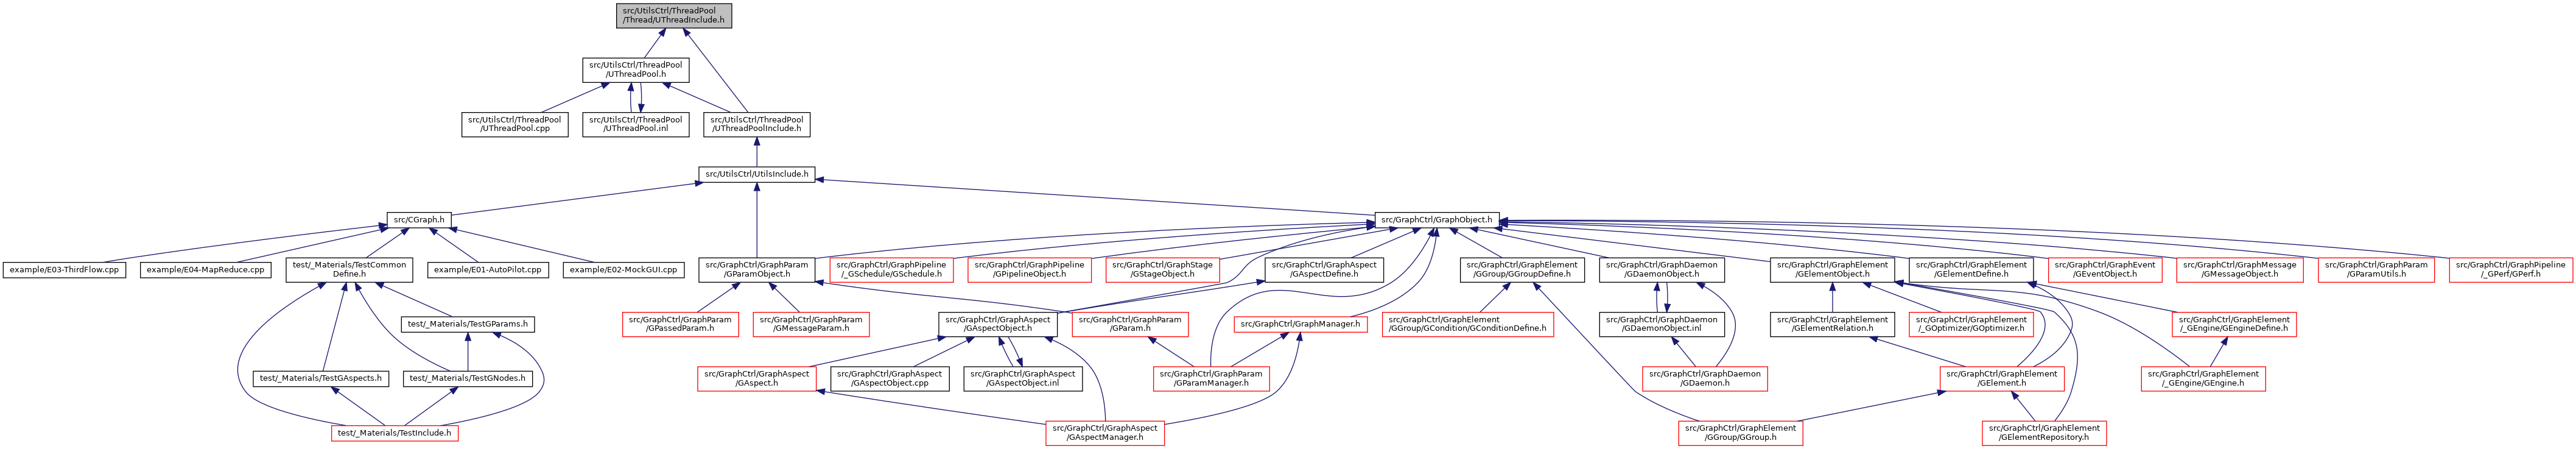 src/UtilsCtrl/ThreadPool
/Thread/UThreadInclude.h
src/UtilsCtrl/ThreadPool
/UThreadPool.h
src/UtilsCtrl/ThreadPool
/UThreadPool.cpp
src/UtilsCtrl/ThreadPool
/UThreadPool.inl
src/UtilsCtrl/ThreadPool
/UThreadPoolInclude.h
src/UtilsCtrl/UtilsInclude.h
src/CGraph.h
src/GraphCtrl/GraphObject.h
example/E03-ThirdFlow.cpp
example/E04-MapReduce.cpp
test/_Materials/TestCommon
Define.h
example/E01-AutoPilot.cpp
example/E02-MockGUI.cpp
src/GraphCtrl/GraphParam
/GParamObject.h
src/GraphCtrl/GraphPipeline
/_GSchedule/GSchedule.h
src/GraphCtrl/GraphPipeline
/GPipelineObject.h
src/GraphCtrl/GraphStage
/GStageObject.h
src/GraphCtrl/GraphAspect
/GAspectDefine.h
src/GraphCtrl/GraphElement
/GGroup/GGroupDefine.h
src/GraphCtrl/GraphDaemon
/GDaemonObject.h
src/GraphCtrl/GraphElement
/GElementObject.h
src/GraphCtrl/GraphElement
/GElementDefine.h
src/GraphCtrl/GraphEvent
/GEventObject.h
src/GraphCtrl/GraphMessage
/GMessageObject.h
src/GraphCtrl/GraphParam
/GParamUtils.h
src/GraphCtrl/GraphPipeline
/_GPerf/GPerf.h
test/_Materials/TestGParams.h
src/GraphCtrl/GraphParam
/GPassedParam.h
src/GraphCtrl/GraphParam
/GMessageParam.h
src/GraphCtrl/GraphAspect
/GAspectObject.h
src/GraphCtrl/GraphParam
/GParam.h
src/GraphCtrl/GraphManager.h
src/GraphCtrl/GraphElement
/GGroup/GCondition/GConditionDefine.h
src/GraphCtrl/GraphDaemon
/GDaemonObject.inl
src/GraphCtrl/GraphElement
/GElementRelation.h
src/GraphCtrl/GraphElement
/_GOptimizer/GOptimizer.h
src/GraphCtrl/GraphElement
/_GEngine/GEngineDefine.h
test/_Materials/TestGAspects.h
test/_Materials/TestGNodes.h
src/GraphCtrl/GraphAspect
/GAspect.h
src/GraphCtrl/GraphAspect
/GAspectObject.cpp
src/GraphCtrl/GraphAspect
/GAspectObject.inl
src/GraphCtrl/GraphParam
/GParamManager.h
src/GraphCtrl/GraphDaemon
/GDaemon.h
src/GraphCtrl/GraphElement
/GElement.h
src/GraphCtrl/GraphElement
/_GEngine/GEngine.h
test/_Materials/TestInclude.h
src/GraphCtrl/GraphAspect
/GAspectManager.h
src/GraphCtrl/GraphElement
/GGroup/GGroup.h
src/GraphCtrl/GraphElement
/GElementRepository.h